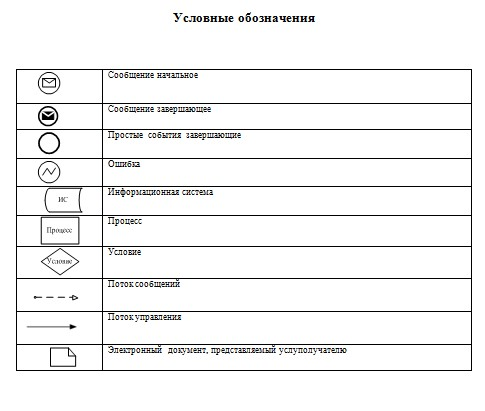 Условные обозначения
Сообщение начальное
Сообщение завершающее
Простые события завершающие
Ошибка
ИС
Информационная система
Процесс
Процесс
Условие
Условие
Поток сообщений
Поток управления
Электронный документ, представляемый услуполучателю